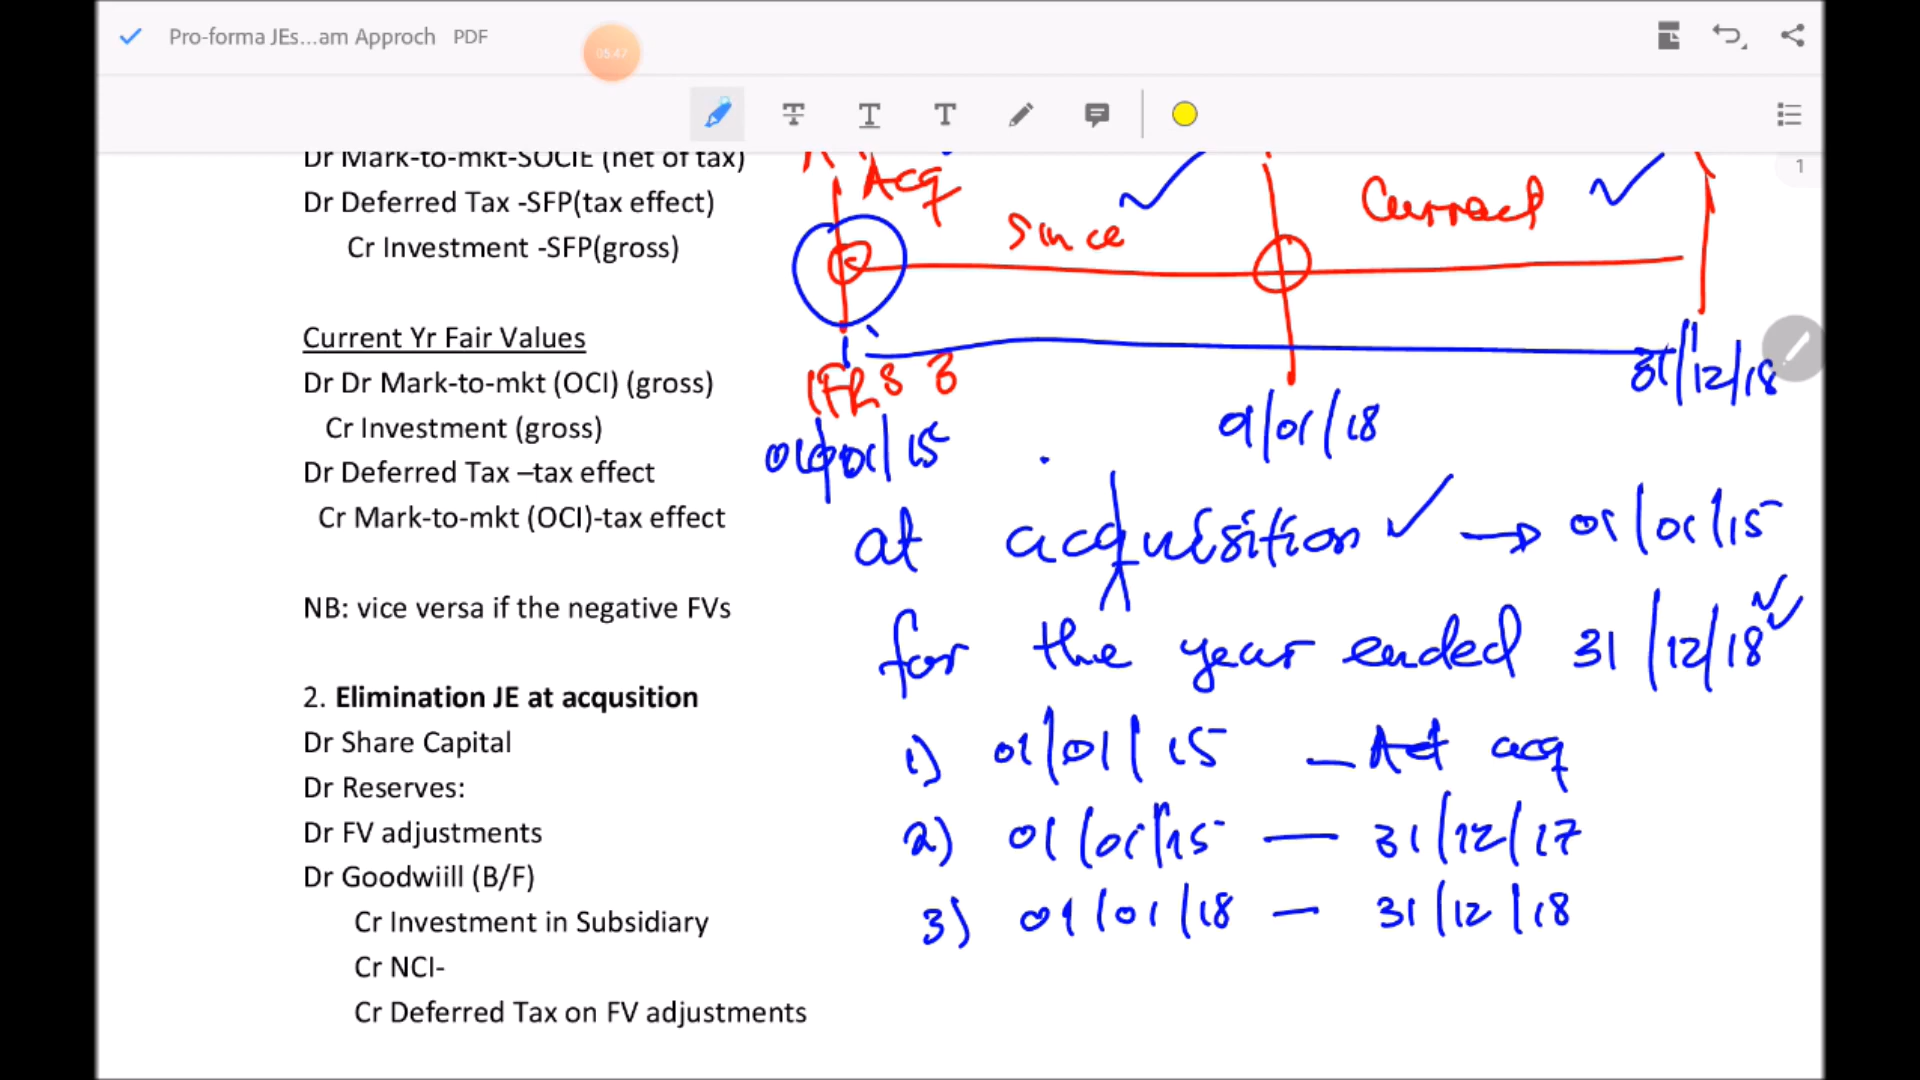 Pro-forma JEs...am Approch PDF
05:47
1
Dr Mark-to-mkt-SOCIE (net of tax)
Dr Deferred Tax -SFP(tax effect)
Cr Investment -SFP(gross)
Current Yr Fair Values
Dr Dr Mark-to-mkt (OCI) (gross)
Cr Investment (gross)
Dr Deferred Tax –tax effect
Cr Mark-to-mkt (OCI)-tax effect
NB: vice versa if the negative FVs
2. Elimination JE at acqusition
Dr Share Capital
Dr Reserves:
Dr FV adjustments
Dr Goodwiill (B/F)
Cr Investment in Subsidiary
Cr NCI-
Cr Deferred Tax on FV adjustments
Acq
Since
Current
IFRS 3
31/12/18
01/01/15
01/01/18
at acquisition → 01/01/15
for the year ended 31/12/18
1) 01/01/15 — At acq
2) 01/01/15 — 31/12/17
3) 01/01/18 — 31/12/18